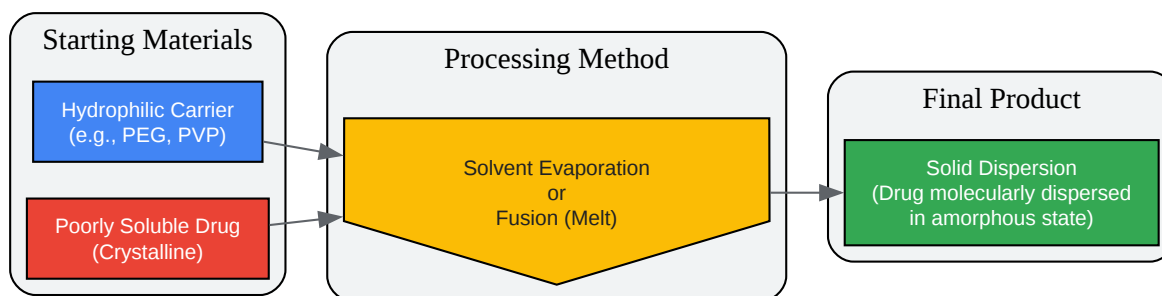 Starting Materials
Hydrophilic Carrier
(e.g., PEG, PVP)
Poorly Soluble Drug
(Crystalline)
Processing Method
Solvent Evaporation
or
Fusion (Melt)
Final Product
Solid Dispersion
(Drug molecularly dispersed
in amorphous state)